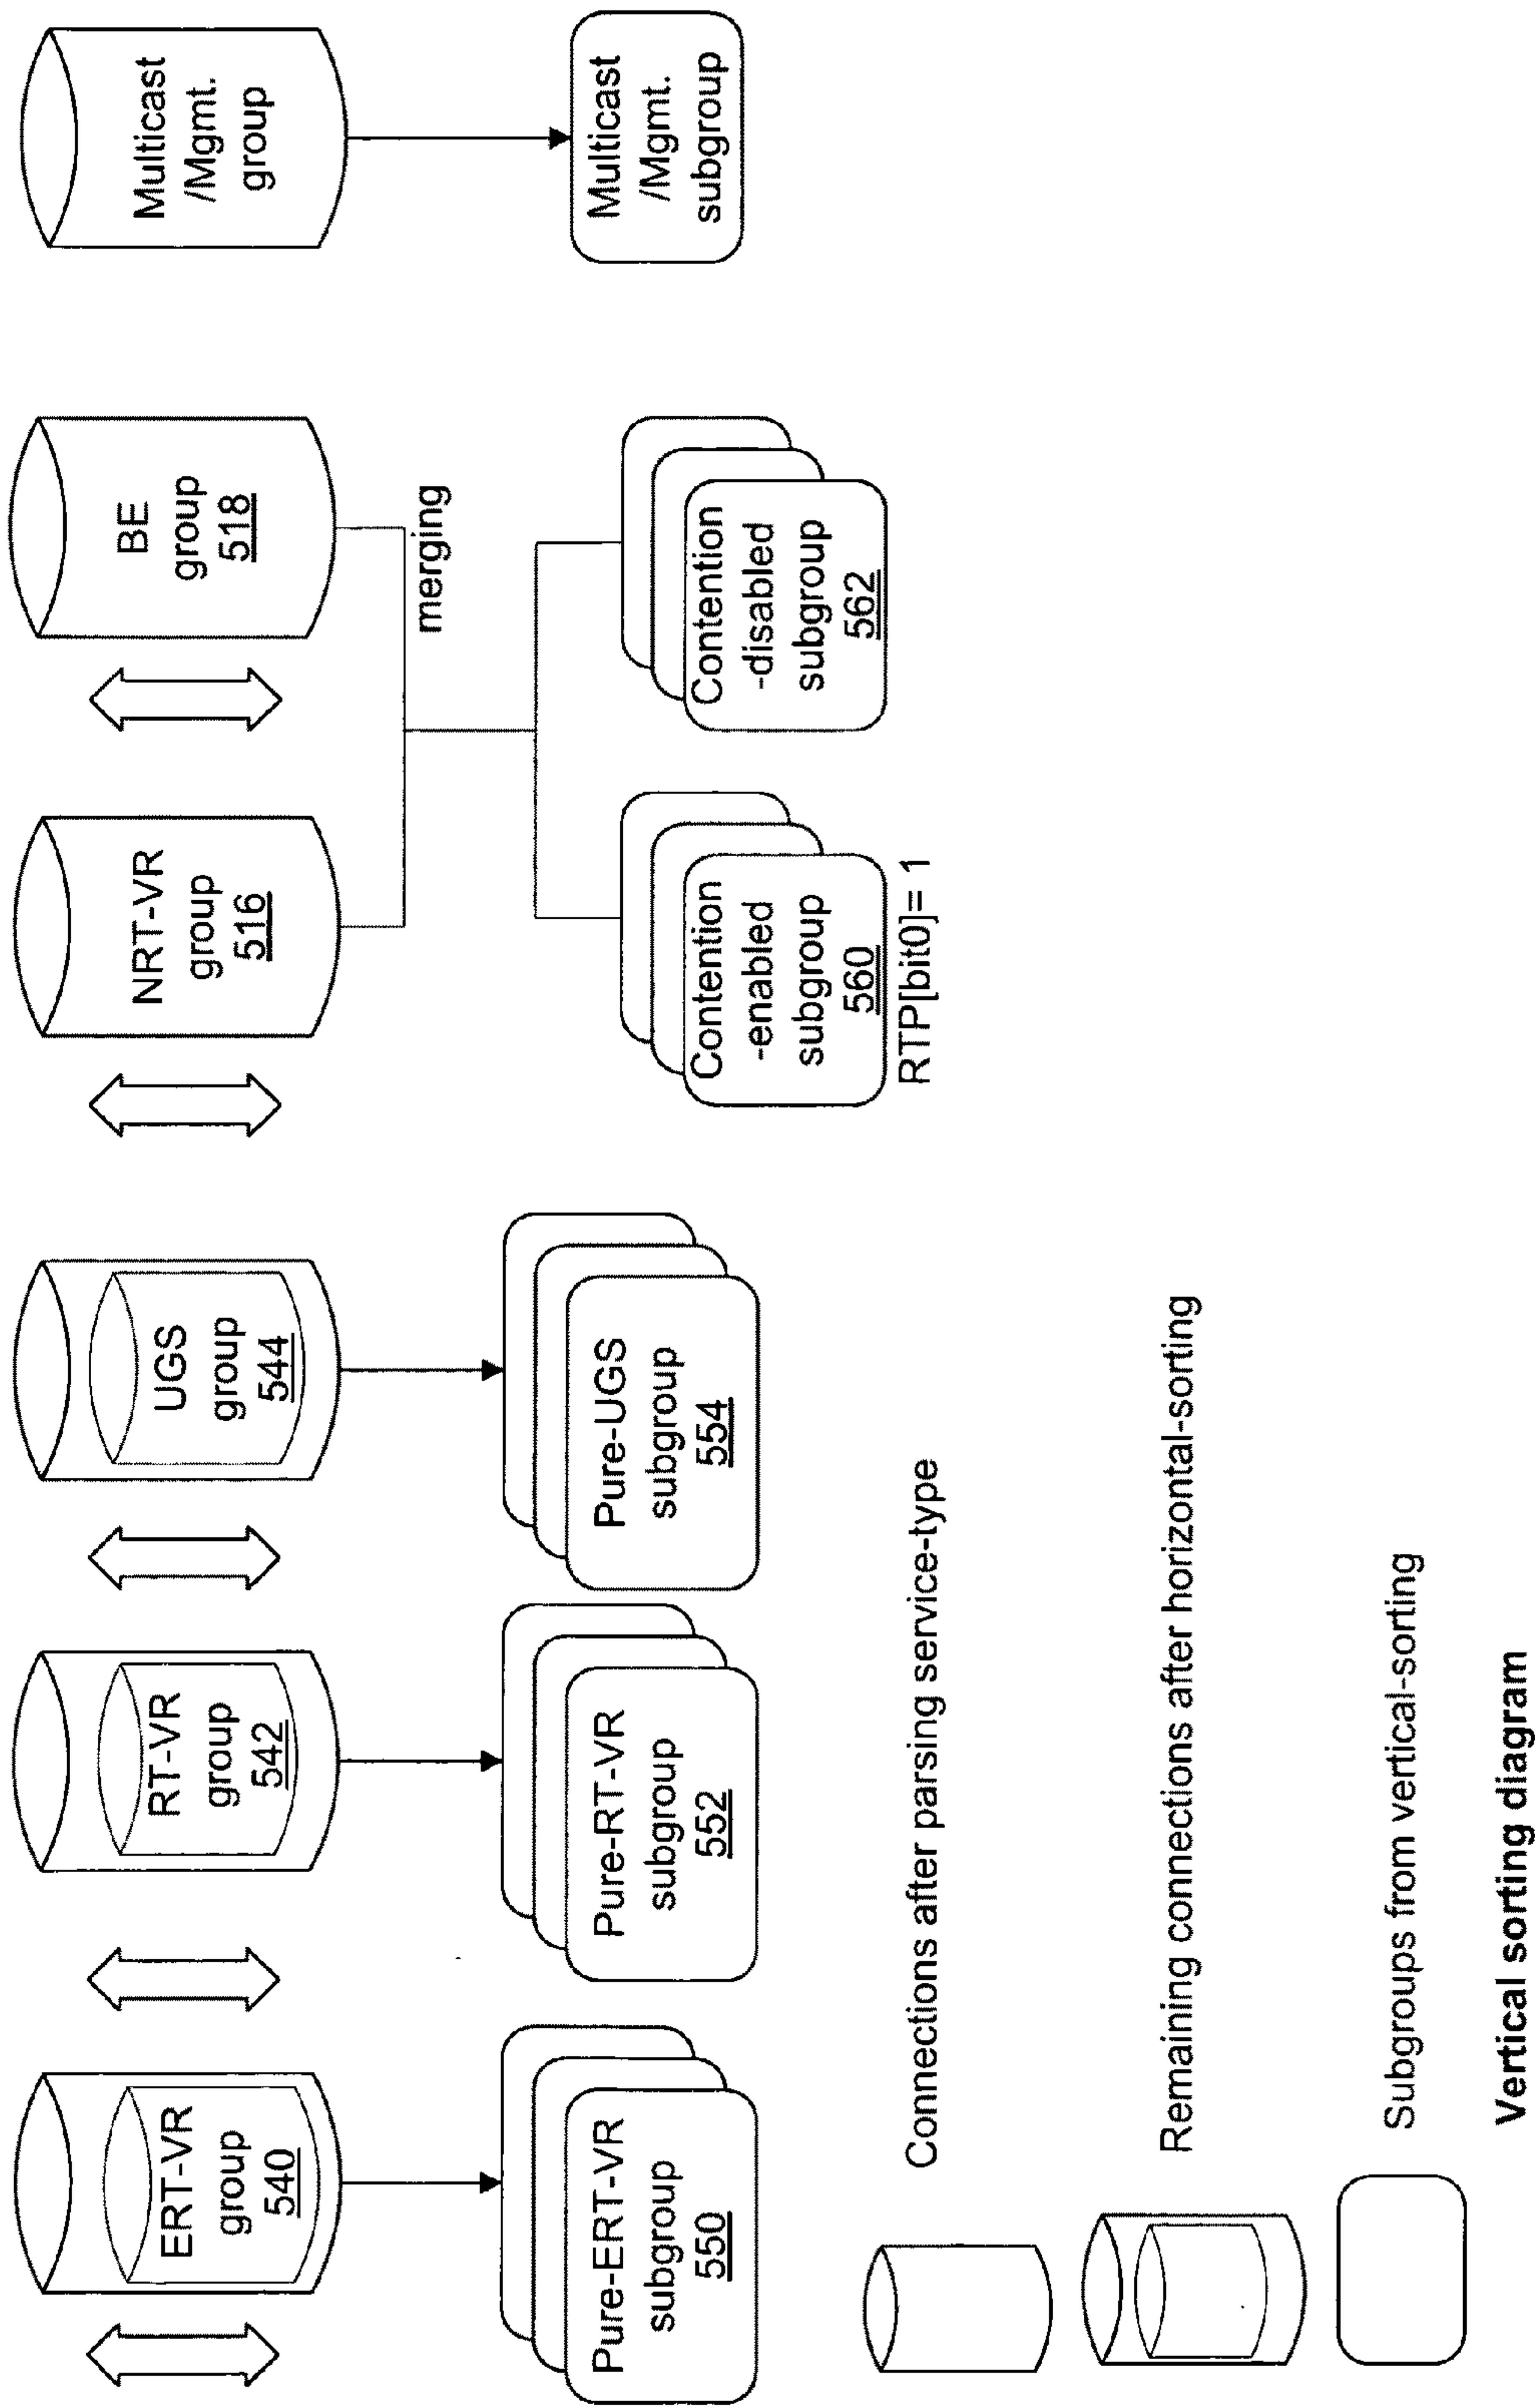 ERT-VR
group
540
RT-VR
group
542
UGS
group
544
NRT-VR
group
516
BE
group
518
Multicast
/Mgmt.
group
merging
Pure-ERT-VR
subgroup
550
Pure-RT-VR
subgroup
552
Pure-UGS
subgroup
554
Contention
-enabled
subgroup
560
RTP[bit0]= 1
Contention
-disabled
subgroup
562
Multicast
/Mgmt.
subgroup
Connections after parsing service-type
Remaining connections after horizontal-sorting
Subgroups from vertical-sorting
Vertical sorting diagram